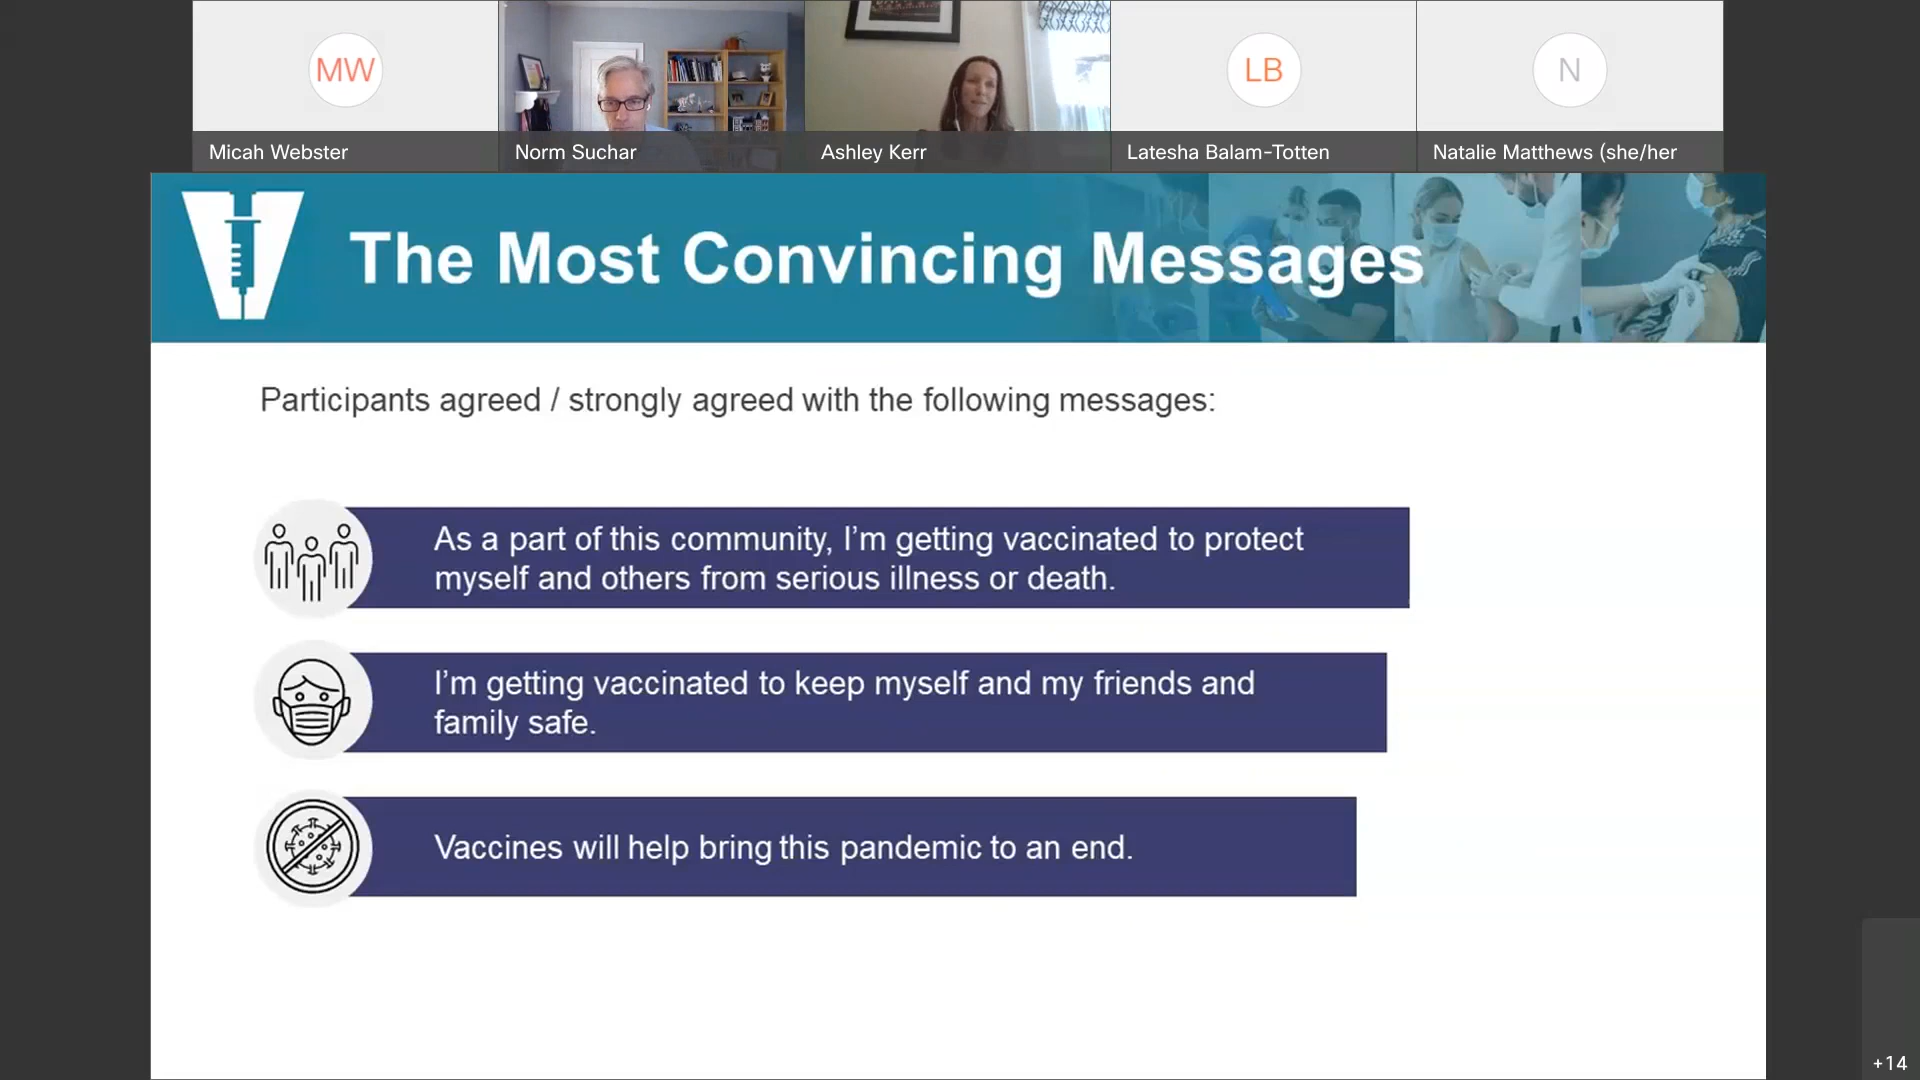 MW
LB
N
Micah Webster
Norm Suchar
Ashley Kerr
Latesha Balam-Totten
Natalie Matthews (she/her
The Most Convincing Messages
Participants agreed / strongly agreed with the following messages:
As a part of this community, I'm getting vaccinated to protect
myself and others from serious illness or death.
I'm getting vaccinated to keep myself and my friends and
family safe.
Vaccines will help bring this pandemic to an end.
+14